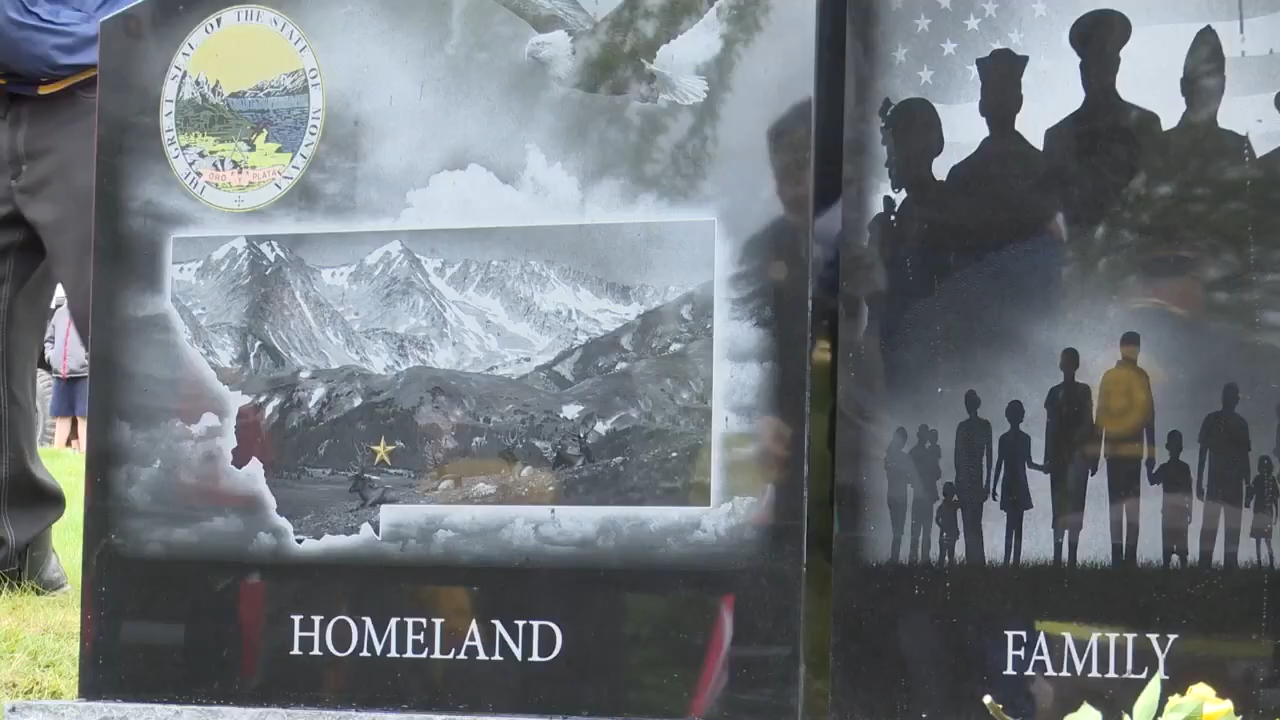 THE GREAT SEAL OF THE STATE OF MONTANA
ORO Y PLATA
HOMELAND
FAMILY